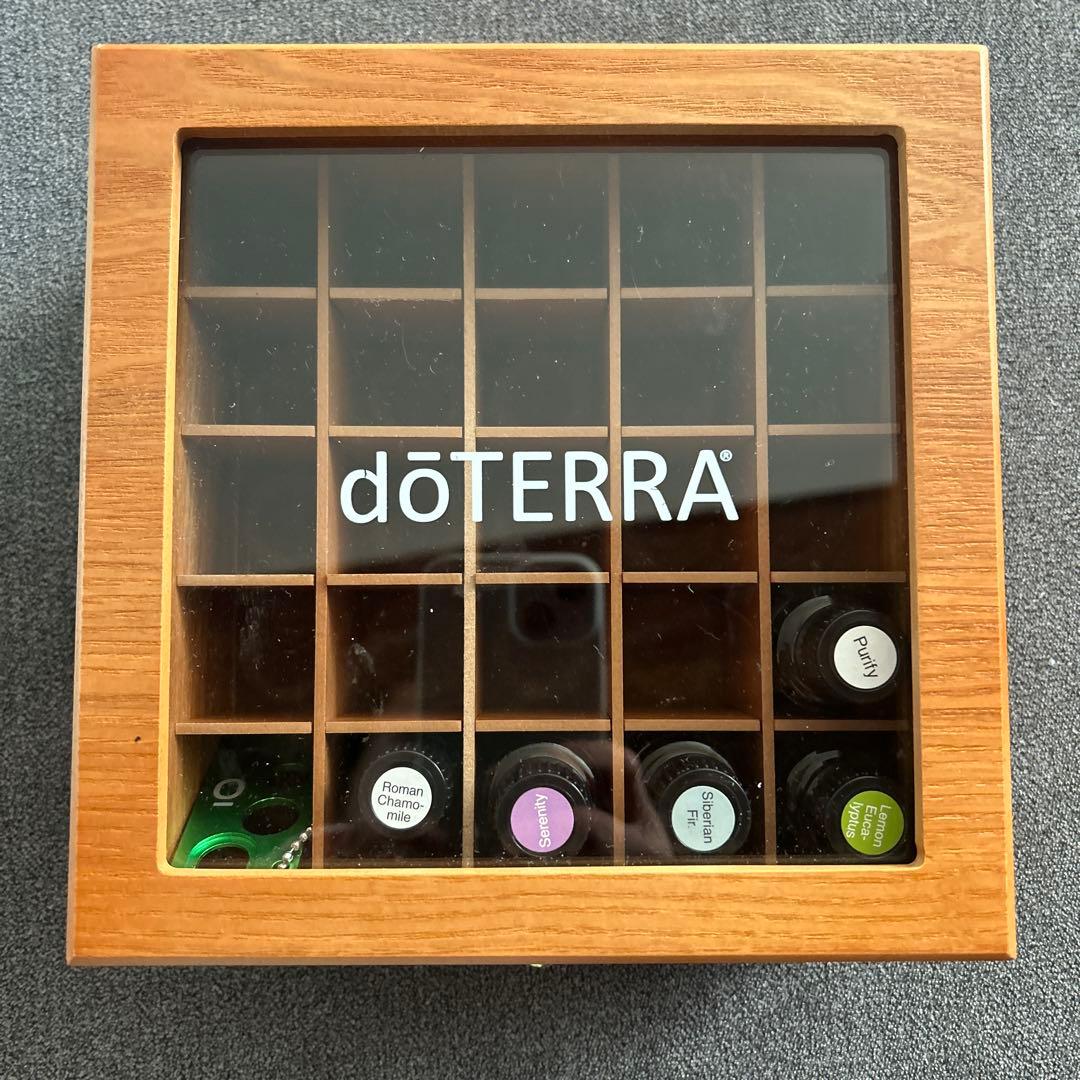 dōTERRA®
Purify
Roman
Chamo-
mile
Serenity
Siberian
Fir
Lemon
Euca-
lyptus
ō